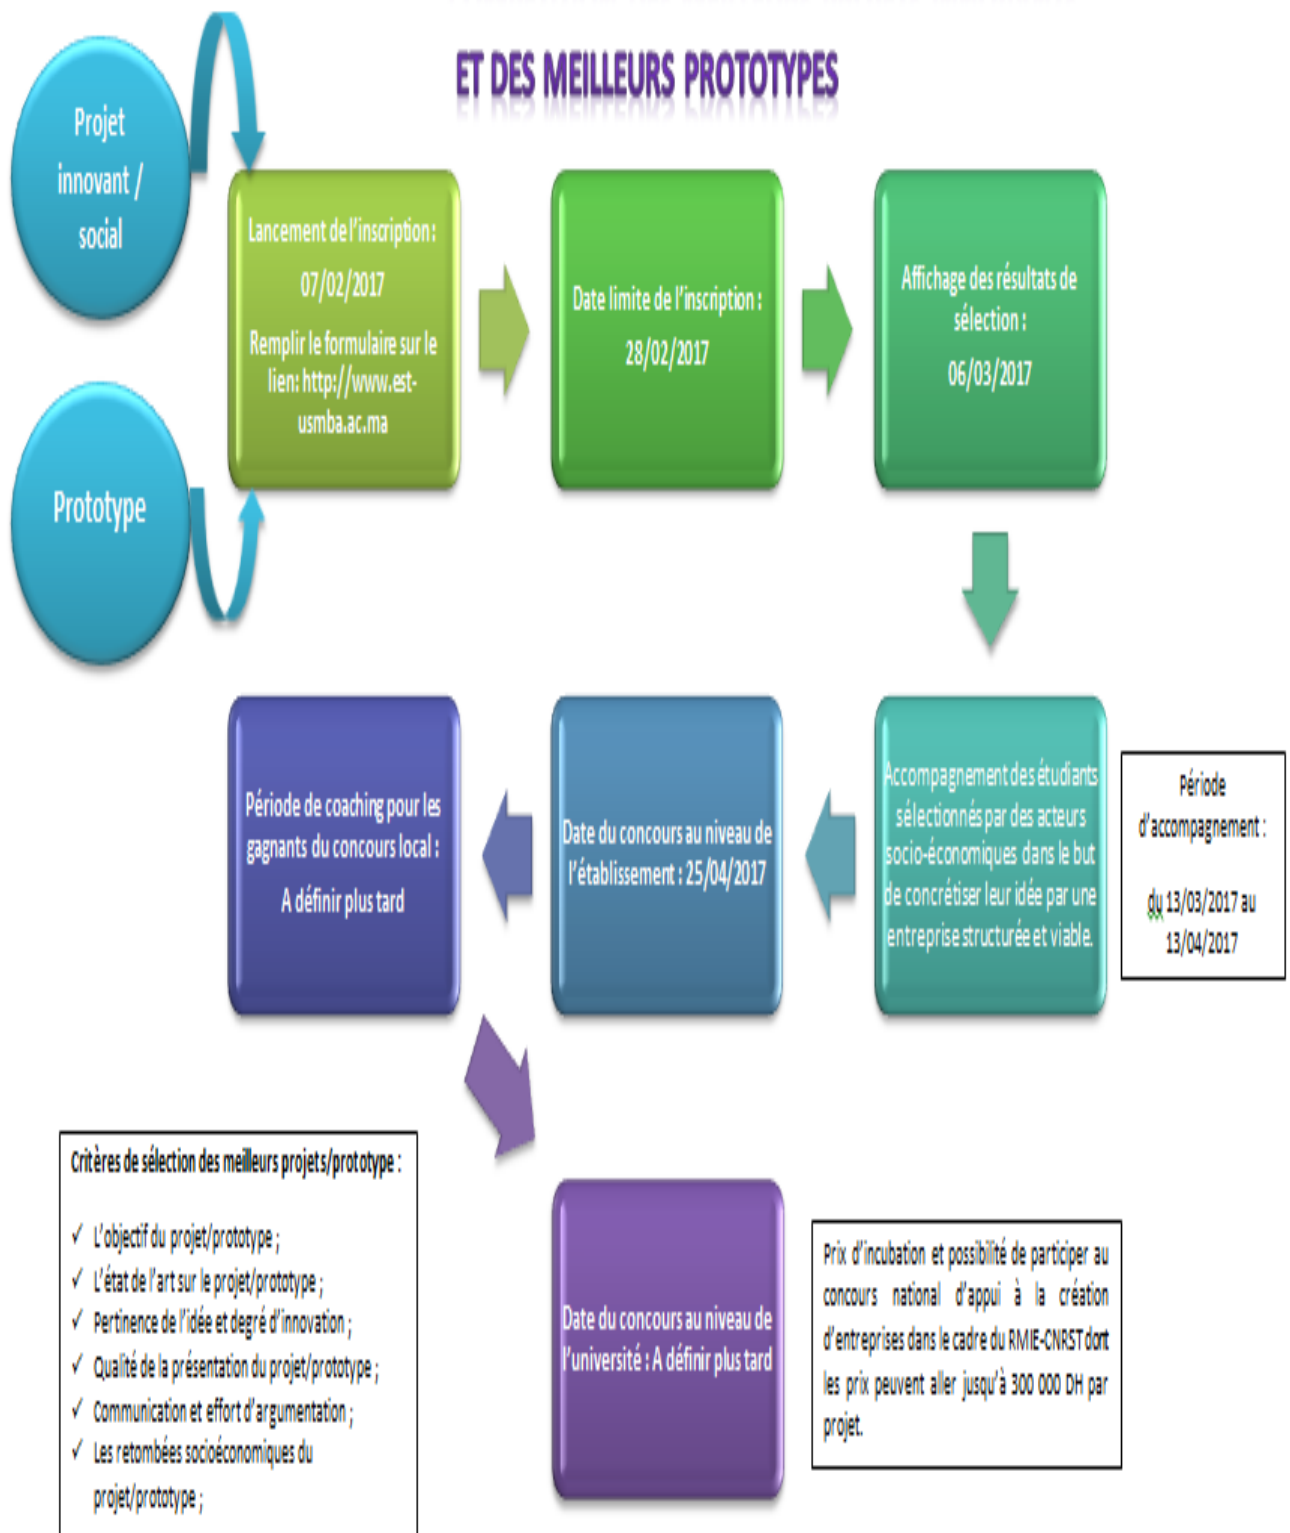 ET DES MEILLEURS PROTOTYPES
Projet
innovant /
social
Prototype
Lancement de l'inscription :
07/02/2017
Remplir le formulaire sur le
lien: http://www.est-
usmba.ac.ma
Date limite de l'inscription :
28/02/2017
Affichage des résultats de
sélection :
06/03/2017
Accompagnement des étudiants
sélectionnés par des acteurs
socio-économiques dans le but
de concrétiser leur idée par une
entreprise structurée et viable.
Période
d'accompagnement :
du 13/03/2017 au
13/04/2017
Date du concours au niveau de
l'établissement : 25/04/2017
Période de coaching pour les
gagnants du concours local :
A définir plus tard
Date du concours au niveau de
l'université : A définir plus tard
Prix d'incubation et possibilité de participer au
concours national d'appui à la création
d'entreprises dans le cadre du RMIE-CNRST dont
les prix peuvent aller jusqu'à 300 000 DH par
projet.
Critères de sélection des meilleurs projets/prototype :
✓ L'objectif du projet/prototype ;
✓ L'état de l'art sur le projet/prototype ;
✓ Pertinence de l'idée et degré d'innovation ;
✓ Qualité de la présentation du projet/prototype ;
✓ Communication et effort d'argumentation ;
✓ Les retombées socioéconomiques du
projet/prototype ;